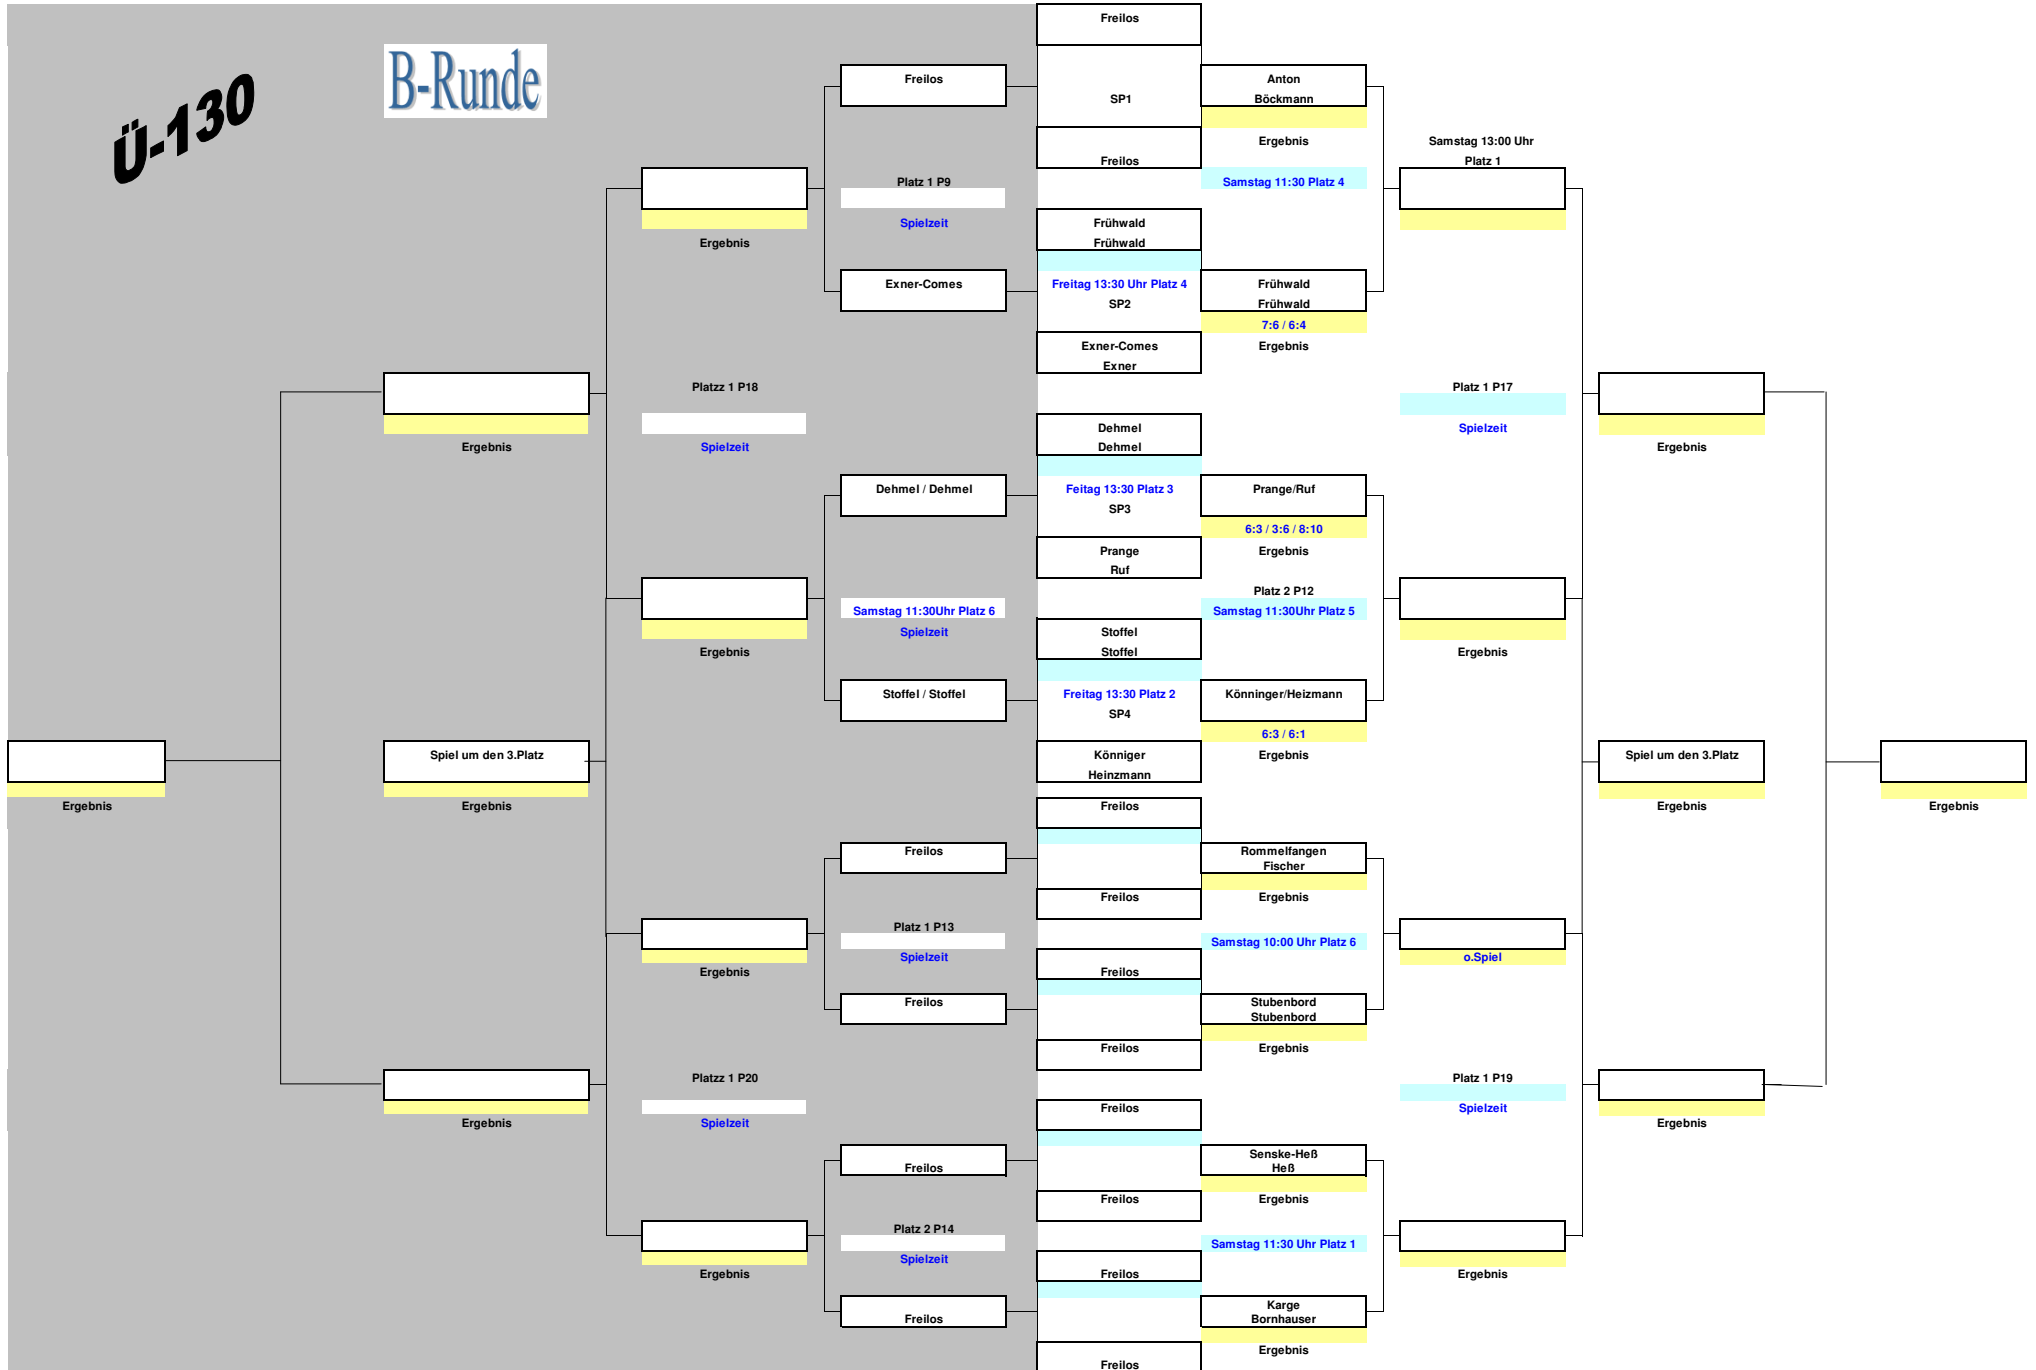 Freilos
Ü-130
B-Runde
Freilos
Anton
SP1
Böckmann
Ergebnis
Samstag 13:00 Uhr
Freilos
Platz 1
Platz 1 P9
Samstag 11:30 Platz 4
Spielzeit
Frühwald
Ergebnis
Frühwald
Exner-Comes
Freitag 13:30 Uhr Platz 4
Frühwald
SP2
Frühwald
7:6 / 6:4
Exner-Comes
Ergebnis
Exner
Platzz 1 P18
Platz 1 P17
Dehmel
Spielzeit
Ergebnis
Spielzeit
Dehmel
Ergebnis
Dehmel / Dehmel
Feitag 13:30 Platz 3
Prange/Ruf
SP3
6:3 / 3:6 / 8:10
Prange
Ergebnis
Ruf
Platz 2 P12
Samstag 11:30Uhr Platz 6
Samstag 11:30Uhr Platz 5
Spielzeit
Stoffel
Ergebnis
Stoffel
Ergebnis
Stoffel / Stoffel
Freitag 13:30 Platz 2
Könninger/Heizmann
SP4
6:3 / 6:1
Spiel um den 3.Platz
Könniger
Ergebnis
Spiel um den 3.Platz
Heinzmann
Ergebnis
Ergebnis
Freilos
Ergebnis
Ergebnis
Freilos
Rommelfangen
Fischer
Freilos
Ergebnis
Platz 1 P13
Samstag 10:00 Uhr Platz 6
Spielzeit
o.Spiel
Ergebnis
Freilos
Freilos
Stubenbord
Stubenbord
Freilos
Ergebnis
Platzz 1 P20
Platz 1 P19
Freilos
Spielzeit
Ergebnis
Spielzeit
Ergebnis
Senske-Heß
Freilos
Heß
Freilos
Ergebnis
Platz 2 P14
Samstag 11:30 Uhr Platz 1
Spielzeit
Ergebnis
Freilos
Ergebnis
Karge
Freilos
Bornhauser
Ergebnis
Freilos